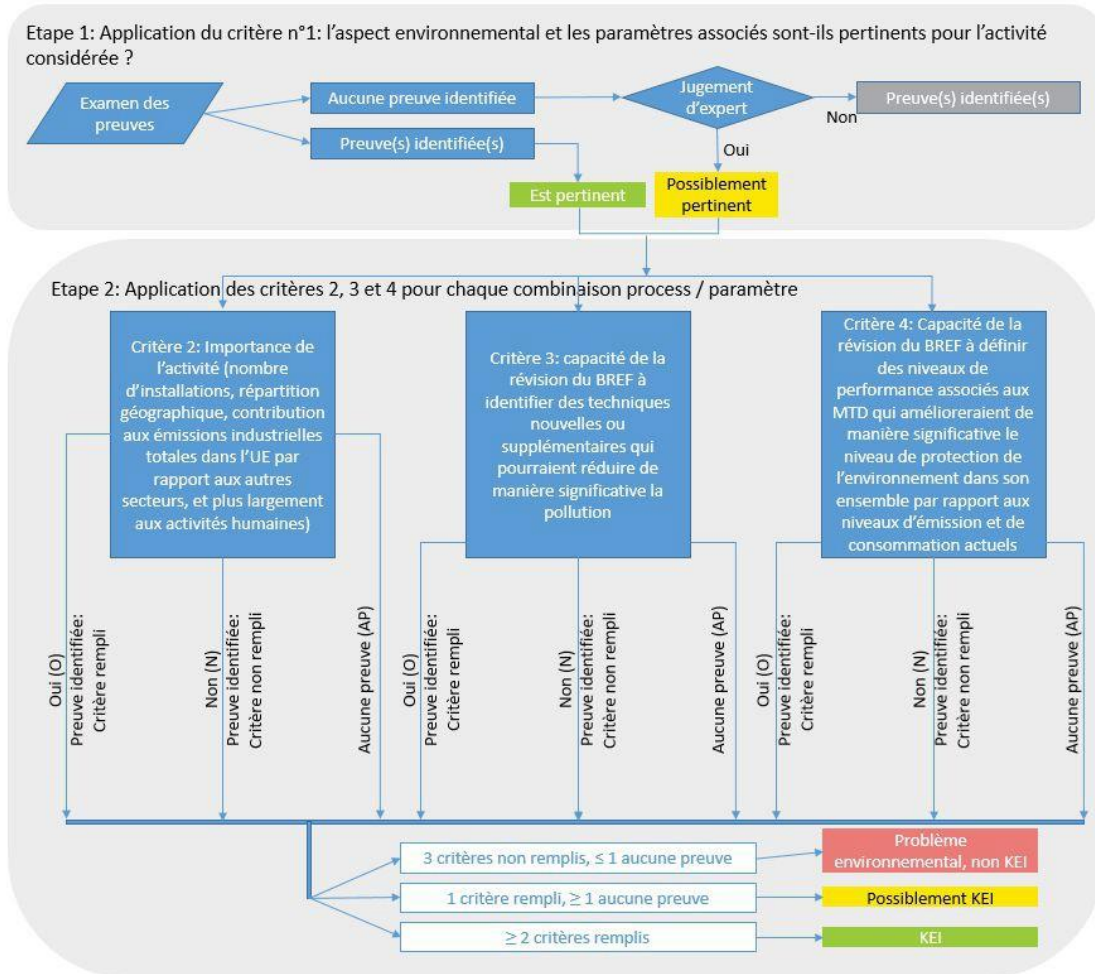 Etape 1: Application du critère n°1: l'aspect environnemental et les paramètres associés sont-ils pertinents pour l'activité
considérée ?
Examen des
preuves
Aucune preuve identifiée
Preuve(s) identifiée(s)
Jugement
d'expert
Non
Preuve(s) identifiée(s)
Oui
Est pertinent
Possiblement
pertinent
Etape 2: Application des critères 2, 3 et 4 pour chaque combinaison process / paramètre
Critère 2: Importance de
l'activité (nombre
d'installations, répartition
géographique, contribution
aux émissions industrielles
totales dans l'UE par
rapport aux autres
secteurs, et plus largement
aux activités humaines)
Critère 3: capacité de la
révision du BREF à
identifier des techniques
nouvelles ou
supplémentaires qui
pourraient réduire de
manière significative la
pollution
Critère 4: Capacité de la
révision du BREF à définir
des niveaux de
performance associés aux
MTD qui amélioreraient de
manière significative le
niveau de protection de
l'environnement dans son
ensemble par rapport aux
niveaux d'émission et de
consommation actuels
Oui (O)
Preuve identifiée:
Critère rempli
Non (N)
Preuve identifiée:
Critère non rempli
Aucune preuve (AP)
Oui (O)
Preuve identifiée:
Critère rempli
Non (N)
Preuve identifiée:
Critère non rempli
Aucune preuve (AP)
Oui (O)
Preuve identifiée:
Critère rempli
Non (N)
Preuve identifiée:
Critère non rempli
Aucune preuve (AP)
3 critères non remplis, ≤ 1 aucune preuve
Problème
environnemental, non KEI
1 critère rempli, ≥ 1 aucune preuve
Possiblement KEI
≥ 2 critères remplis
KEI